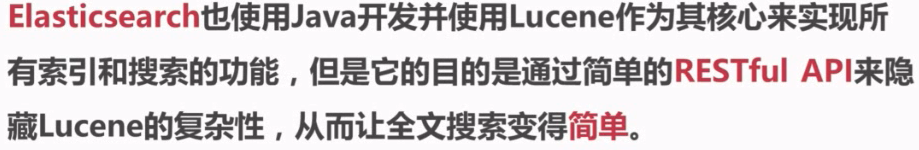 Elasticsearch也使用Java开发并使用Lucene作为其核心来实现所
有索引和搜索的功能，但是它的目的是通过简单的RESTful API来隐
藏Lucene的复杂性，从而让全文搜索变得简单。